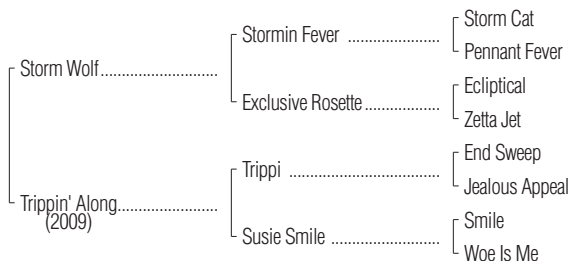 Storm Cat
Stormin Fever ......................
Pennant Fever
Storm Wolf............................
Ecliptical
Exclusive Rosette..................
Zetta Jet
End Sweep
Trippi ....................................
Jealous Appeal
Trippin' Along........................
(2009)
Smile
Susie Smile ..........................
Woe Is Me